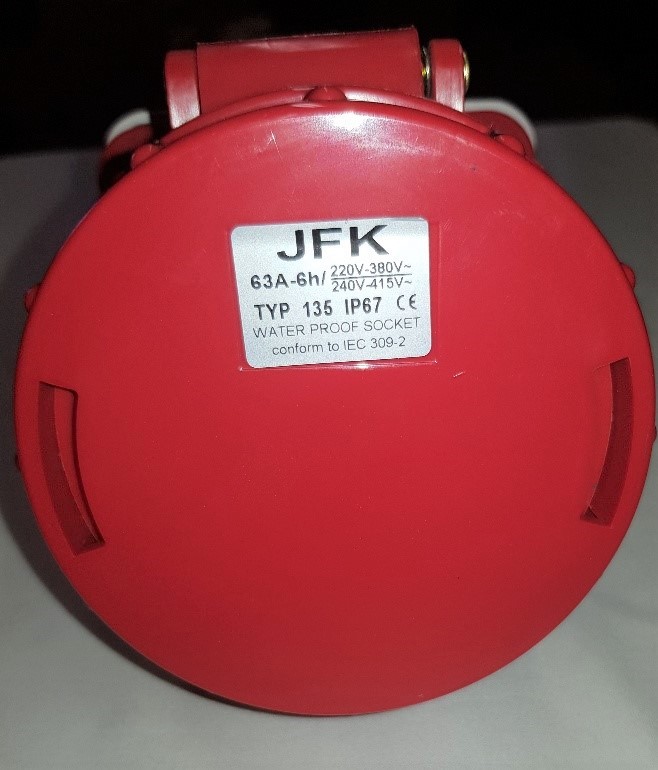 JFK
63A-6h/ 220V-380V~
240V-415V~
TYP 135 IP67 CE
WATER PROOF SOCKET
conform to IEC 309-2